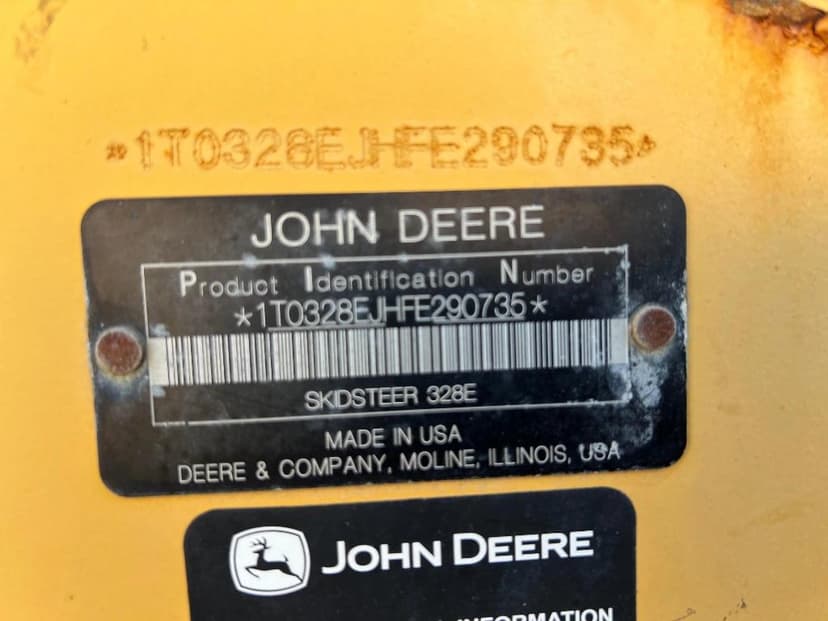 *1T0328EJHFE290735*
JOHN DEERE
Product Identification Number
*1T0328EJHFE290735*
SKIDSTEER 328E
MADE IN USA
DEERE & COMPANY, MOLINE, ILLINOIS, USA
JOHN DEERE
INFORMATION